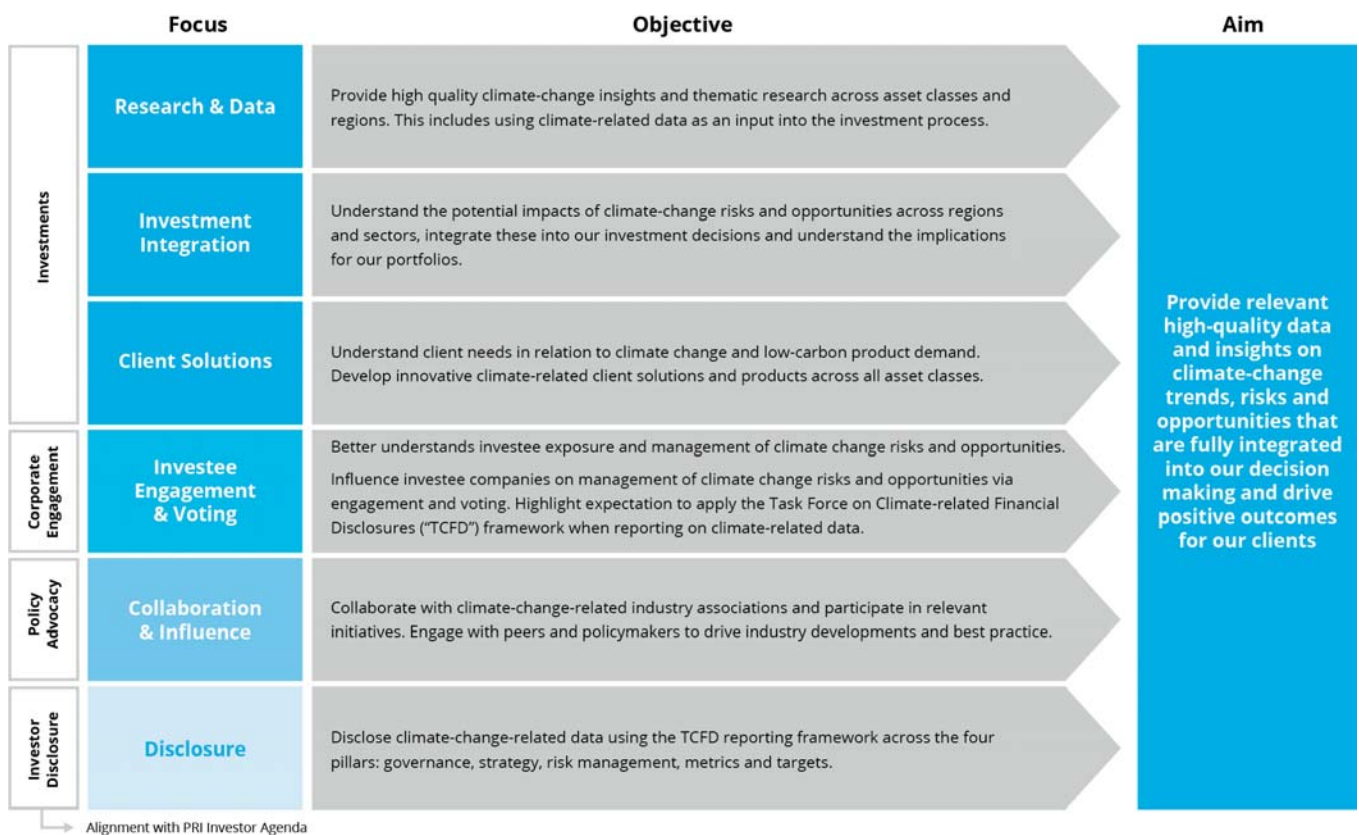 Focus
Objective
Aim
Investments
Research & Data
Provide high quality climate-change insights and thematic research across asset classes and
regions. This includes using climate-related data as an input into the investment process.
Investment
Integration
Understand the potential impacts of climate-change risks and opportunities across regions
and sectors, integrate these into our investment decisions and understand the implications
for our portfolios.
Client Solutions
Understand client needs in relation to climate change and low-carbon product demand.
Develop innovative climate-related client solutions and products across all asset classes.
Corporate
Engagement
Investee
Engagement
& Voting
Better understands investee exposure and management of climate change risks and opportunities.
Influence investee companies on management of climate change risks and opportunities via
engagement and voting. Highlight expectation to apply the Task Force on Climate-related Financial
Disclosures (“TCFD”) framework when reporting on climate-related data.
Policy
Advocacy
Collaboration
& Influence
Collaborate with climate-change-related industry associations and participate in relevant
initiatives. Engage with peers and policymakers to drive industry developments and best practice.
Investor
Disclosure
Disclosure
Disclose climate-change-related data using the TCFD reporting framework across the four
pillars: governance, strategy, risk management, metrics and targets.
Provide relevant
high-quality data
and insights on
climate-change
trends, risks and
opportunities that
are fully integrated
into our decision
making and drive
positive outcomes
for our clients
Alignment with PRI Investor Agenda